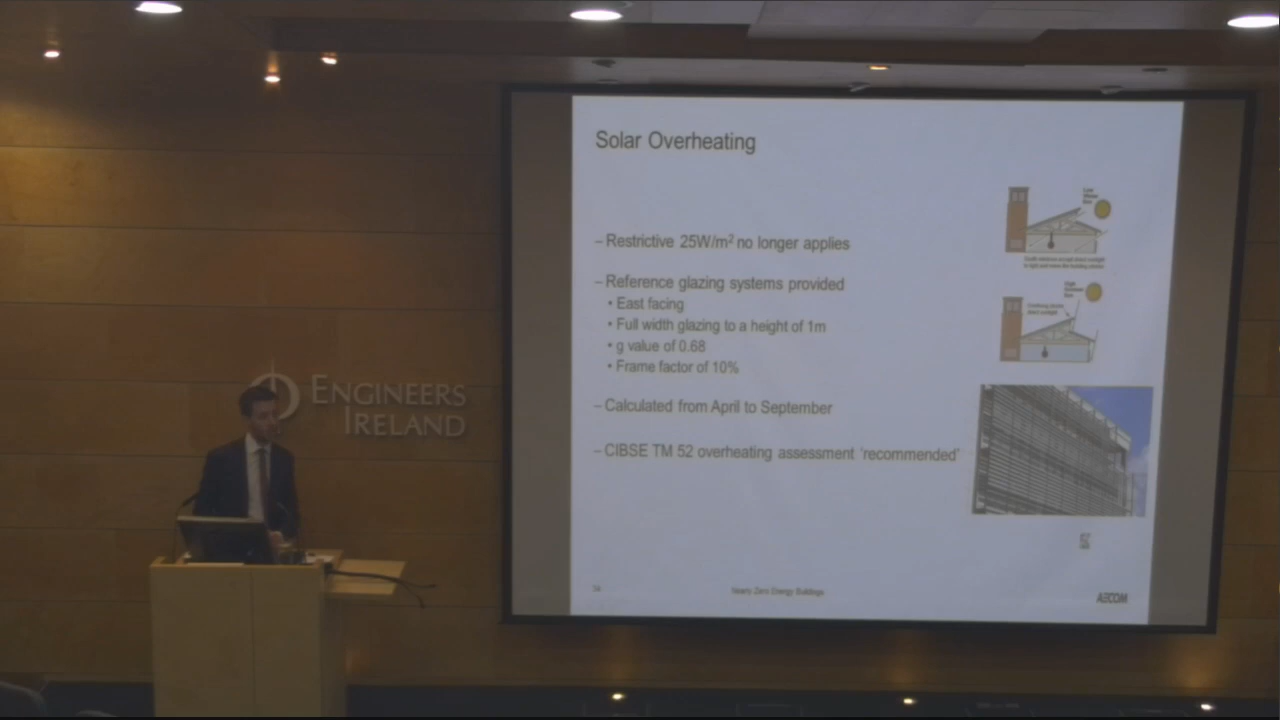 Solar Overheating
– Restrictive 25W/m² no longer applies
– Reference glazing systems provided
• East facing
• Full width glazing to a height of 1m
• g value of 0.68
• Frame factor of 10%
– Calculated from April to September
– CIBSE TM 52 overheating assessment ‘recommended’
Nearly Zero Energy Buildings
AECOM
ENGINEERS
IRELAND